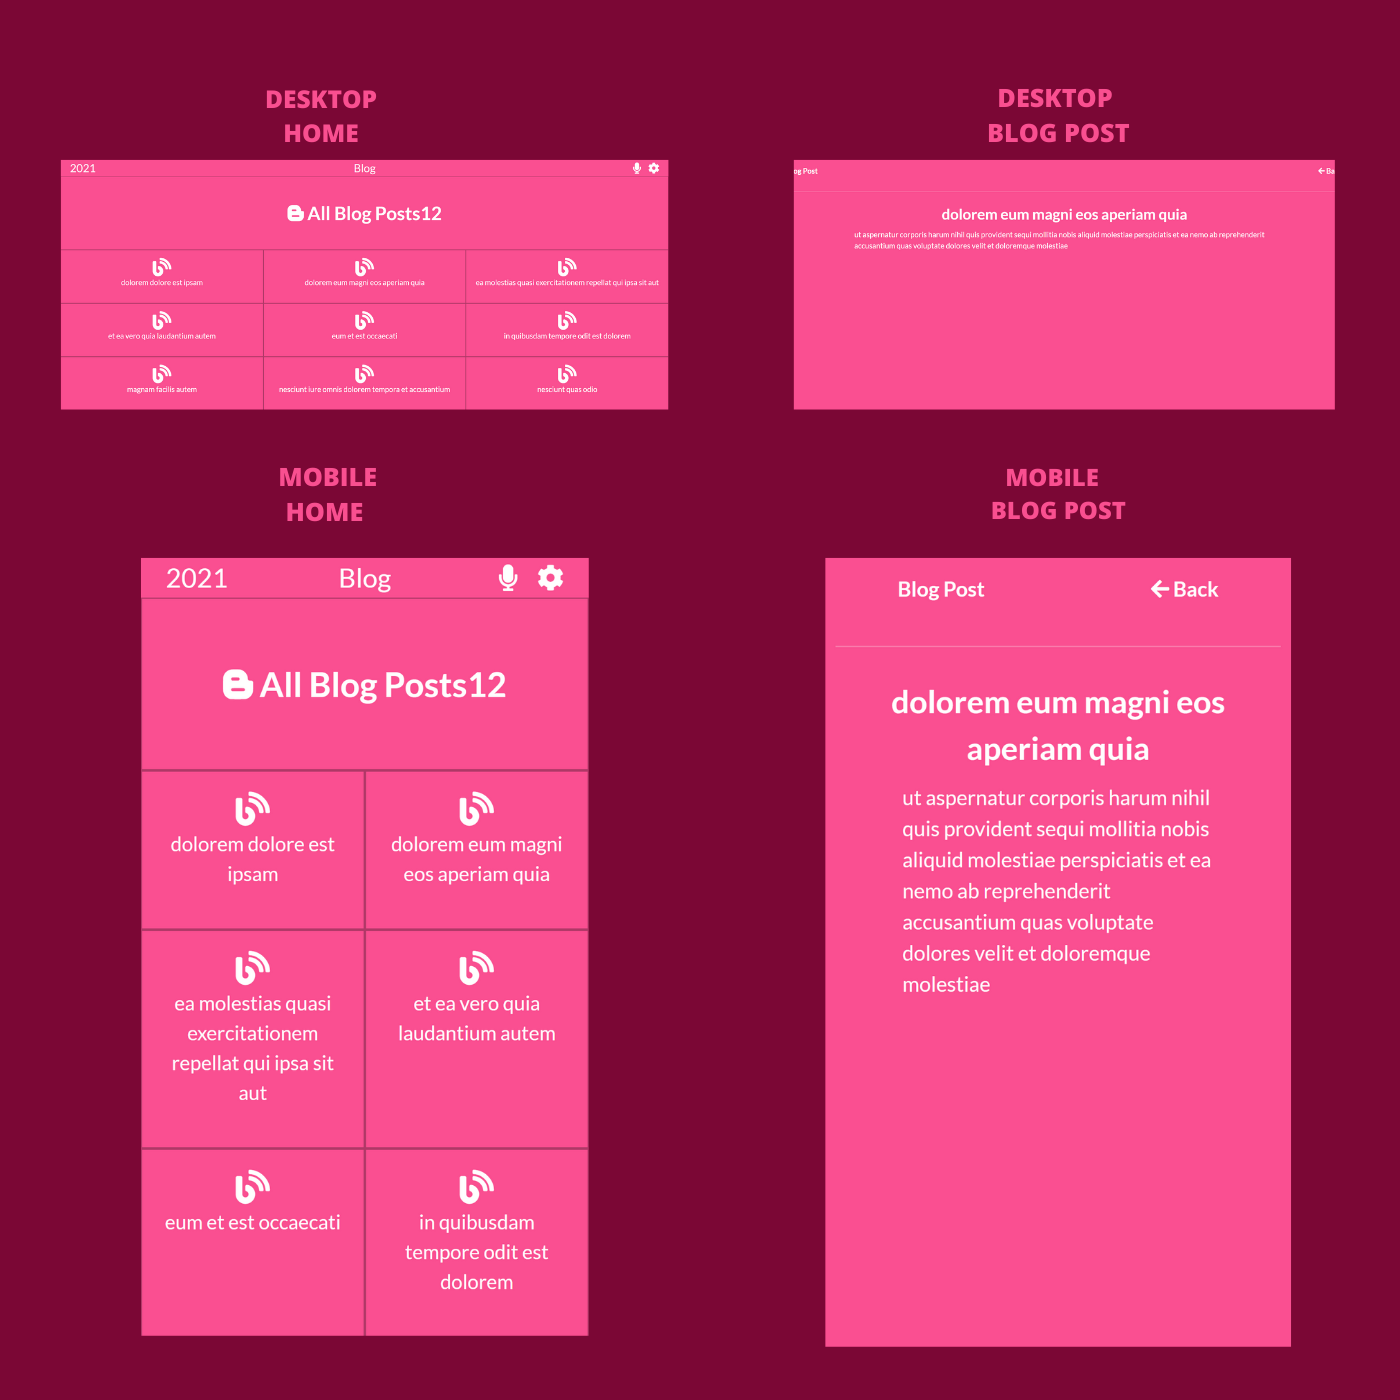 DESKTOP
HOME
2021 Blog
All Blog Posts12
dolorem dolore est ipsam
dolorem eum magni eos aperiam quia
ea molestias quasi exercitationem repellat qui ipsa sit aut
et ea vero quia laudantium autem
eum et est occaecati
in quibusdam tempore odit est dolorem
magnam facilis autem
nesciunt iure omnis dolorem tempora et accusantium
nesciunt quas odio
DESKTOP
BLOG POST
og Post Ba
dolorem eum magni eos aperiam quia
ut aspernatur corporis harum nihil quis provident sequi mollitia nobis aliquid molestiae perspiciatis et ea nemo ab reprehenderit
accusantium quas voluptate dolores velit et doloremque molestiae
MOBILE
HOME
2021 Blog
All Blog Posts12
dolorem dolore est
ipsam
dolorem eum magni
eos aperiam quia
ea molestias quasi
exercitationem
repellat qui ipsa sit
aut
et ea vero quia
laudantium autem
eum et est occaecati
in quibusdam
tempore odit est
dolorem
MOBILE
BLOG POST
Blog Post Back
dolorem eum magni eos
aperiam quia
ut aspernatur corporis harum nihil
quis provident sequi mollitia nobis
aliquid molestiae perspiciatis et ea
nemo ab reprehenderit
accusantium quas voluptate
dolores velit et doloremque
molestiae